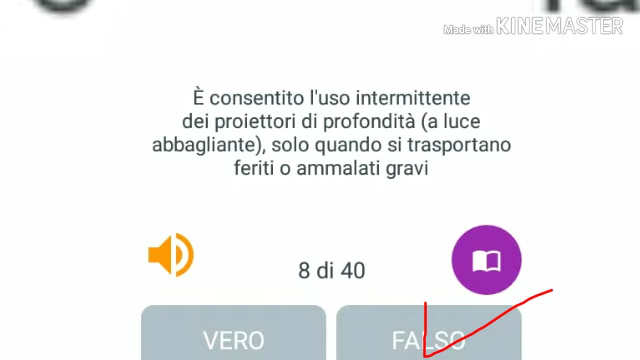 Made with KINEMASTER
È consentito l'uso intermittente
dei proiettori di profondità (a luce
abbagliante), solo quando si trasportano
feriti o ammalati gravi
8 di 40
VERO
FALSO